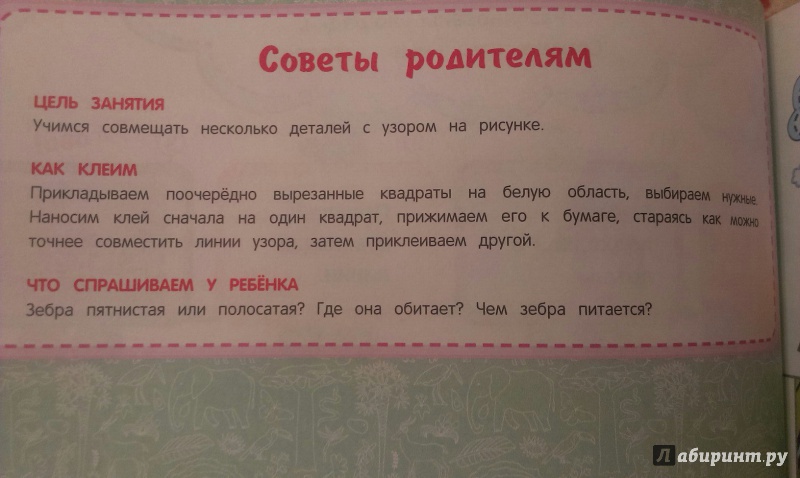 Советы родителям
ЦЕЛЬ ЗАНЯТИЯ
Учимся совмещать несколько деталей с узором на рисунке.
КАК КЛЕИМ
Прикладываем поочерёдно вырезанные квадраты на белую область, выбираем нужные.
Наносим клей сначала на один квадрат, прижимаем его к бумаге, стараясь как можно
точнее совместить линии узора, затем приклеиваем другой.
ЧТО СПРАШИВАЕМ У РЕБЁНКА
Зебра пятнистая или полосатая? Где она обитает? Чем зебра питается?
Лабиринт.ру